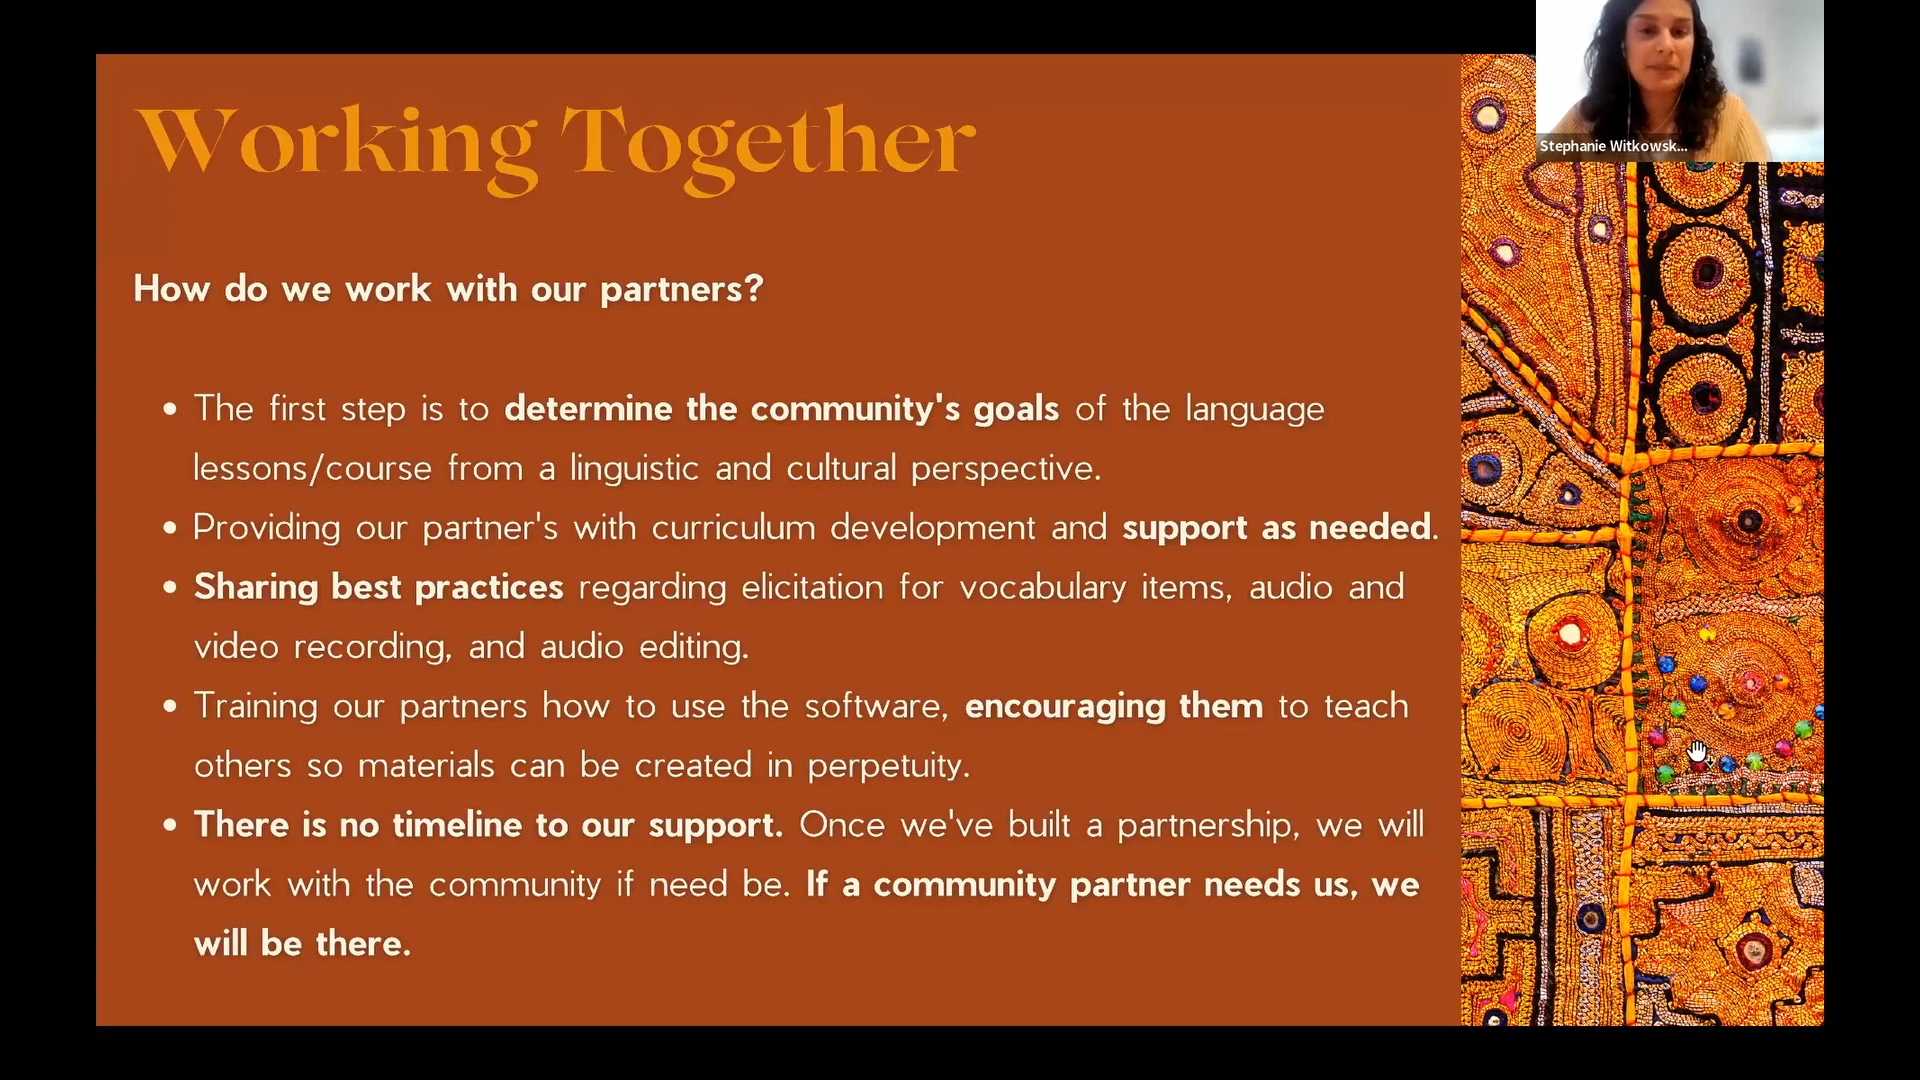 Working Together
Stephanie Witkowsk...
How do we work with our partners?
• The first step is to determine the community's goals of the language
lessons/course from a linguistic and cultural perspective.
• Providing our partner's with curriculum development and support as needed.
• Sharing best practices regarding elicitation for vocabulary items, audio and
video recording, and audio editing.
• Training our partners how to use the software, encouraging them to teach
others so materials can be created in perpetuity.
• There is no timeline to our support. Once we've built a partnership, we will
work with the community if need be. If a community partner needs us, we
will be there.